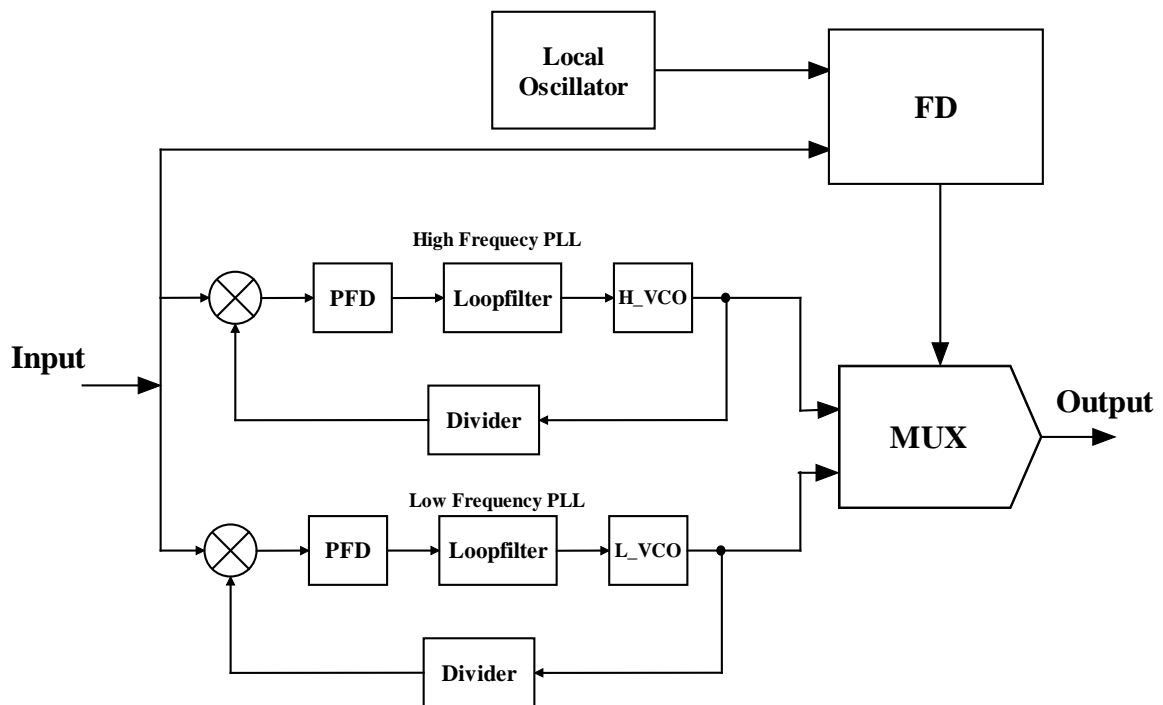 Local
Oscillator
FD
High Frequecy PLL
PFD
Loopfilter
H_VCO
Input
Divider
MUX
Output
Low Frequency PLL
PFD
Loopfilter
L_VCO
Divider